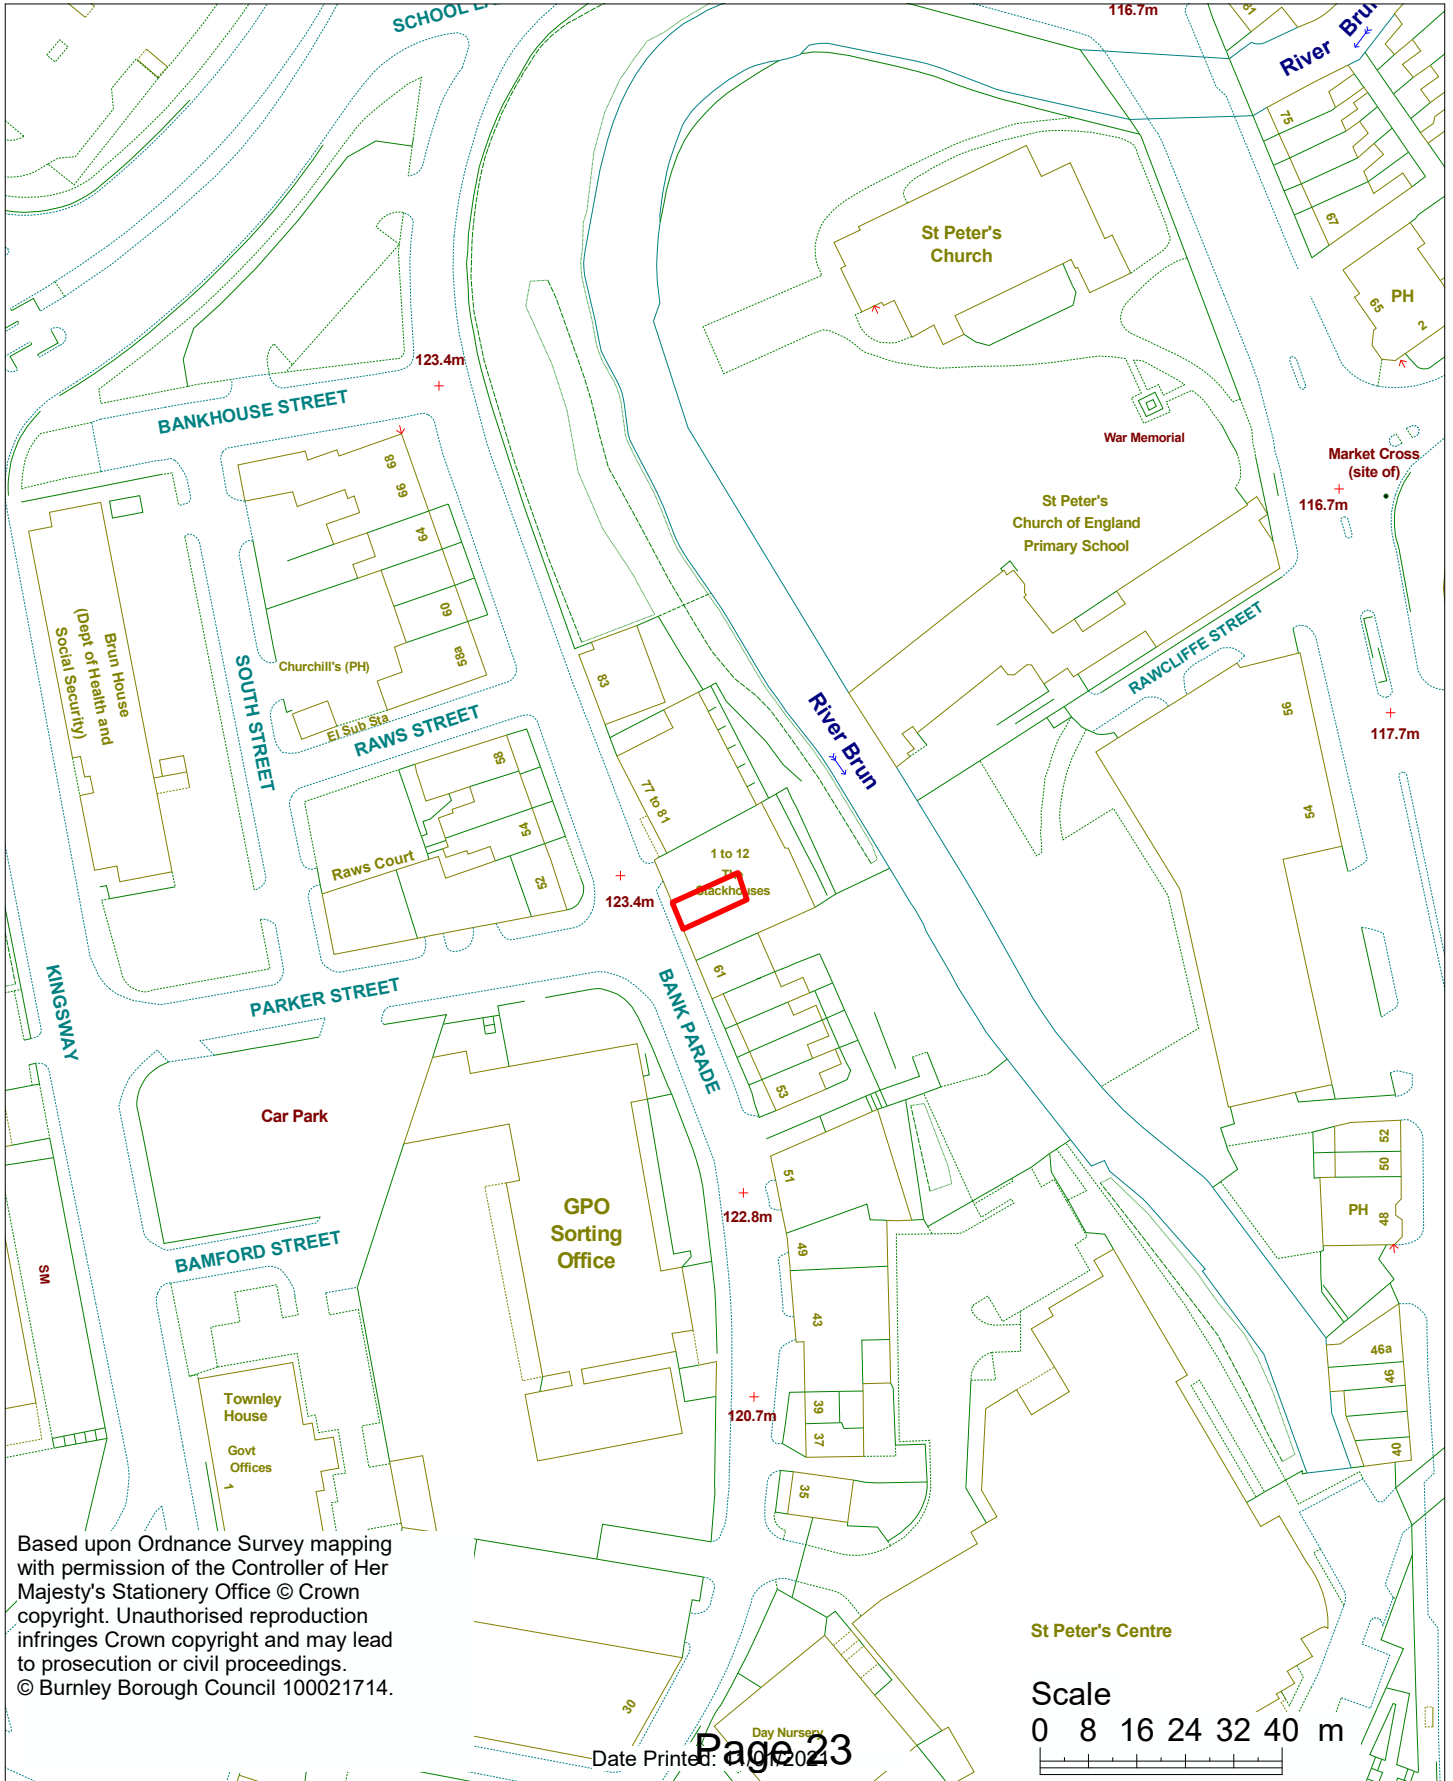 116.7m
81
River Brun
75
67
65
PH
2
St Peter's
Church
123.4m
BANKHOUSE STREET
War Memorial
Market Cross
(site of)
116.7m
68
66
64
60
58a
St Peter's
Church of England
Primary School
Brun House
(Dept of Health and
Social Security)
SOUTH STREET
Churchill's (PH)
El Sub Sta
RAWS STREET
83
River Brun
RAWCLIFFE STREET
56
117.7m
58
54
52
Raws Court
77 to 81
54
1 to 12
The
Stackhouses
123.4m
KINGSWAY
PARKER STREET
BANK PARADE
61
53
Car Park
GPO
Sorting
Office
BAMFORD STREET
SM
51
122.8m
49
43
52
50
PH
48
46a
46
40
Townley
House
Govt
Offices
1
120.7m
39
37
35
Based upon Ordnance Survey mapping
with permission of the Controller of Her
Majesty's Stationery Office © Crown
copyright. Unauthorised reproduction
infringes Crown copyright and may lead
to prosecution or civil proceedings.
© Burnley Borough Council 100021714.
30
Day Nursery
St Peter's Centre
Scale
0 8 16 24 32 40 m
Date Printed:
Page 23